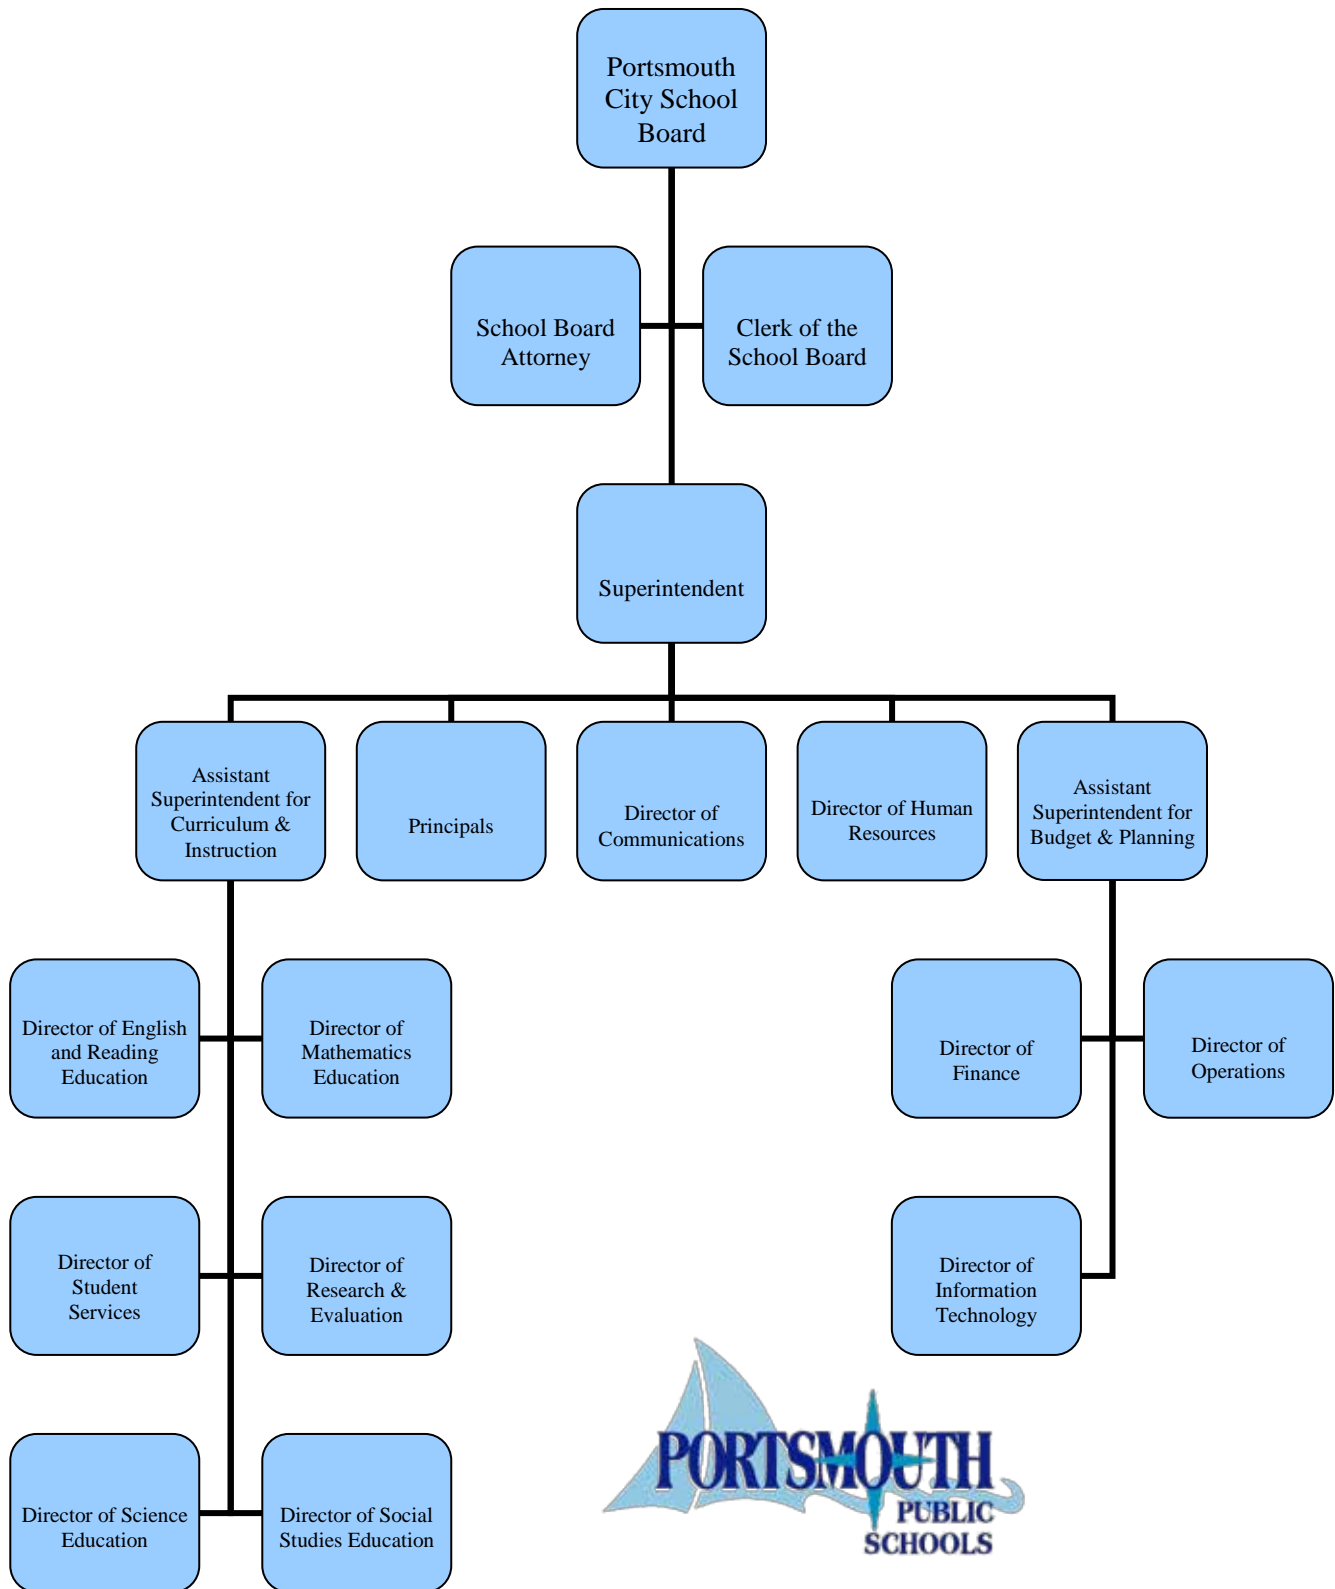 Portsmouth
City School
Board
School Board
Attorney
Clerk of the
School Board
Superintendent
Assistant
Superintendent for
Curriculum &
Instruction
Principals
Director of
Communications
Director of Human
Resources
Assistant
Superintendent for
Budget & Planning
Director of English
and Reading
Education
Director of
Mathematics
Education
Director of
Finance
Director of
Operations
Director of
Student
Services
Director of
Research &
Evaluation
Director of
Information
Technology
Director of Science
Education
Director of Social
Studies Education
PORTSMOUTH
PUBLIC
SCHOOLS